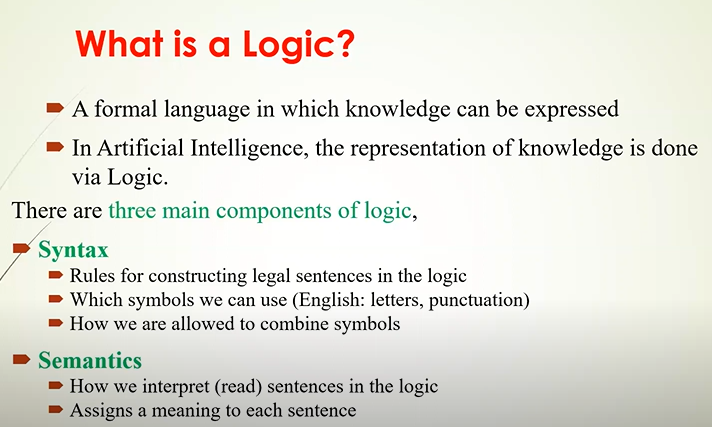 What is a Logic?
A formal language in which knowledge can be expressed
In Artificial Intelligence, the representation of knowledge is done
via Logic.
There are three main components of logic,
Syntax
Rules for constructing legal sentences in the logic
Which symbols we can use (English: letters, punctuation)
How we are allowed to combine symbols
Semantics
How we interpret (read) sentences in the logic
Assigns a meaning to each sentence